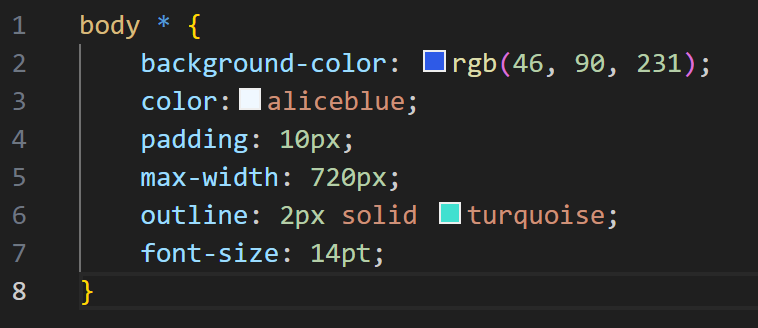 1 body * {
2     background-color: rgb(46, 90, 231);
3     color: aliceblue;
4     padding: 10px;
5     max-width: 720px;
6     outline: 2px solid turquoise;
7     font-size: 14pt;
8 }